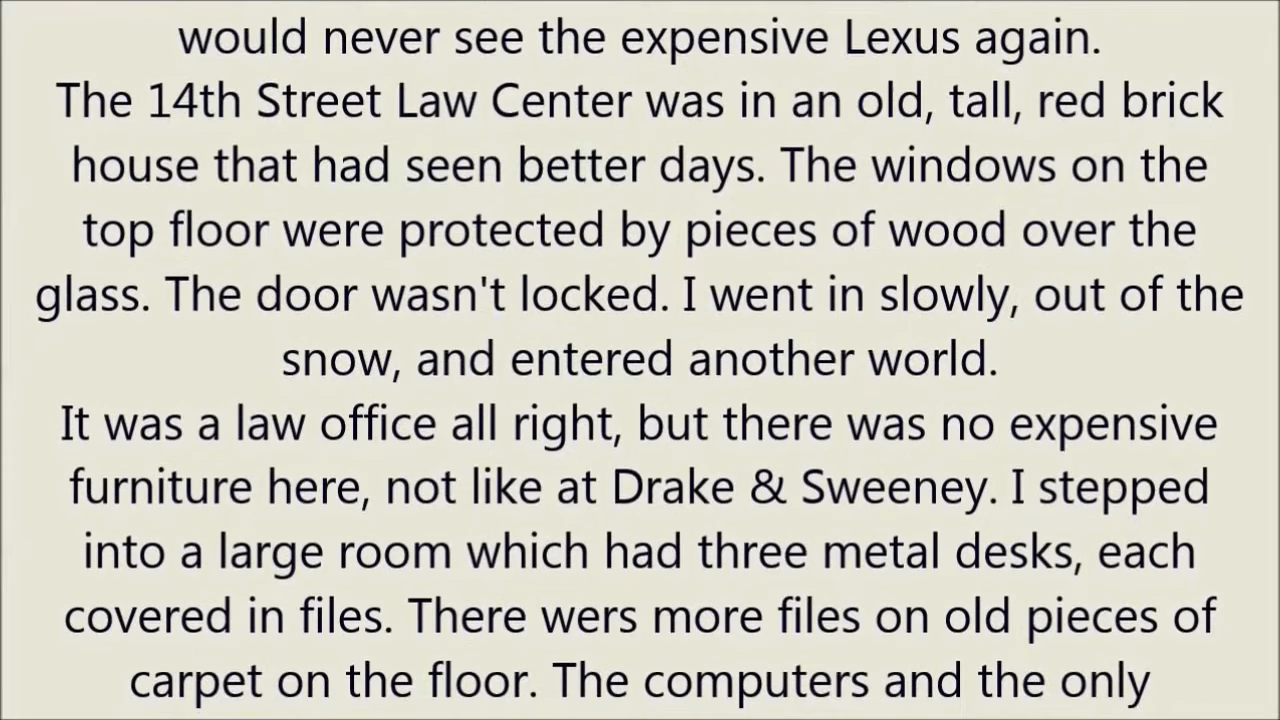 would never see the expensive Lexus again.
The 14th Street Law Center was in an old, tall, red brick
house that had seen better days. The windows on the
top floor were protected by pieces of wood over the
glass. The door wasn't locked. I went in slowly, out of the
snow, and entered another world.
It was a law office all right, but there was no expensive
furniture here, not like at Drake & Sweeney. I stepped
into a large room which had three metal desks, each
covered in files. There wers more files on old pieces of
carpet on the floor. The computers and the only